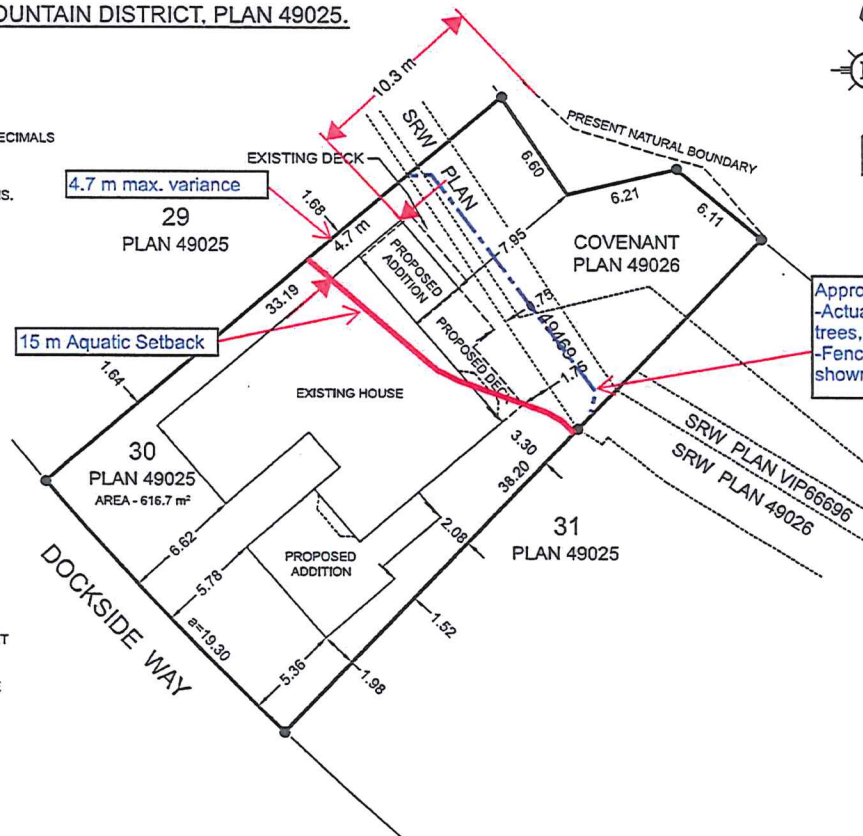 OUNTAIN DISTRICT, PLAN 49025.
ECIMALS
NS.
10.3 m
SRW
PLAN
49469
EXISTING DECK
PRESENT NATURAL BOUNDARY
4.7 m max. variance
29
PLAN 49025
1.68
4.7 m
6.60
6.21
6.11
PROPOSED
ADDITION
7.95
COVENANT
PLAN 49026
33.19
15 m Aquatic Setback
PROPOSED DECK
Appro
-Actua
trees,
-Fenc
shown
1.64
EXISTING HOUSE
30
PLAN 49025
AREA - 616.7 m²
3.30
38.20
SRW PLAN VIP66696
SRW PLAN 49026
31
PLAN 49025
2.08
6.62
5.78
PROPOSED
ADDITION
DOCKSIDE WAY
a=19.30
1.52
5.36
1.98
T
E